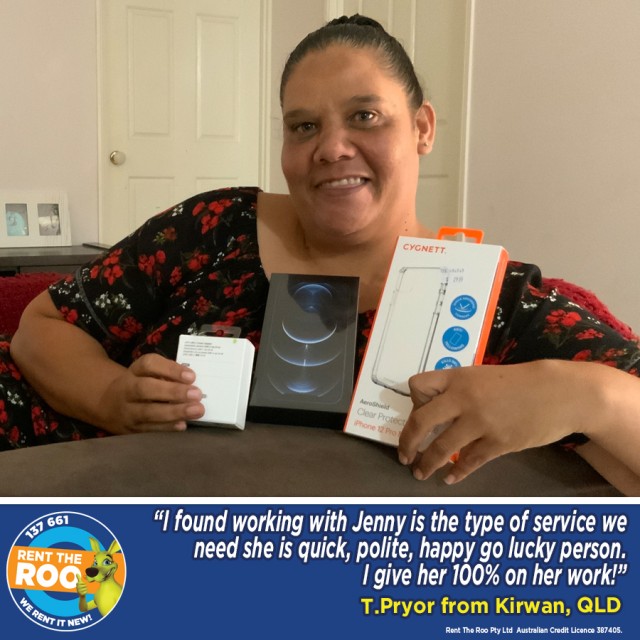 CYGNETT.
AeroShield
Clear Protect
iPhone 12 Pro
137 661
RENT THE
ROO
WE RENT IT NEW!
“I found working with Jenny is the type of service we
need she is quick, polite, happy go lucky person.
I give her 100% on her work!”
T.Pryor from Kirwan, QLD
Rent The Roo Pty Ltd Australian Credit Licence 387405.